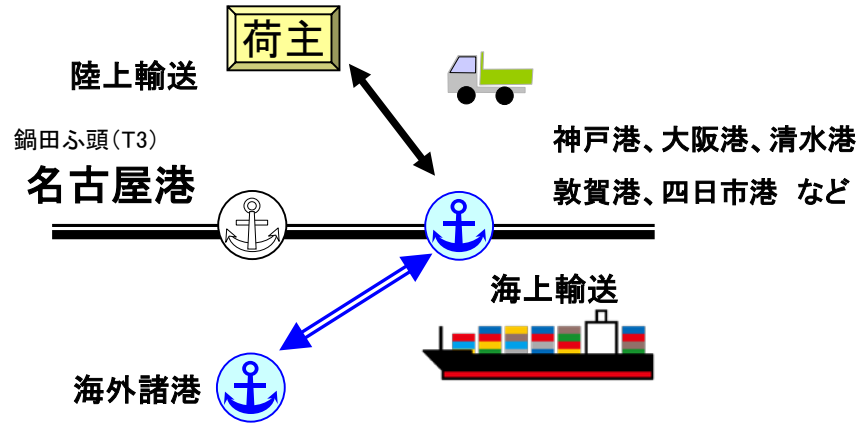 荷主
陸上輸送
鍋田ふ頭（T3）
名古屋港
神戸港、大阪港、清水港
敦賀港、四日市港　など
海上輸送
海外諸港